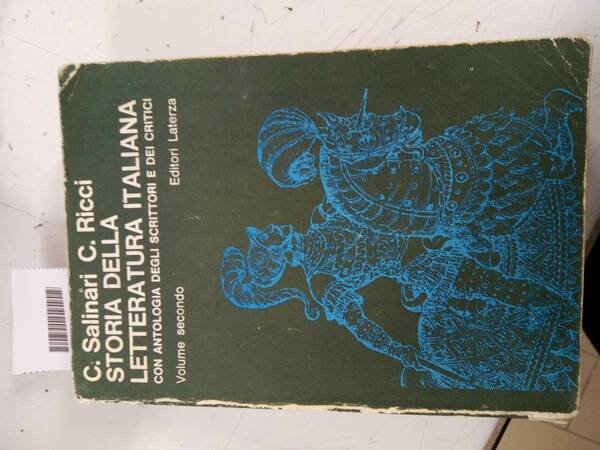 C. Salinari C. Ricci
STORIA DELLA
LETTERATURA ITALIANA
CON ANTOLOGIA DEGLI SCRITTORI E DEI CRITICI
Volume secondo
Editori Laterza